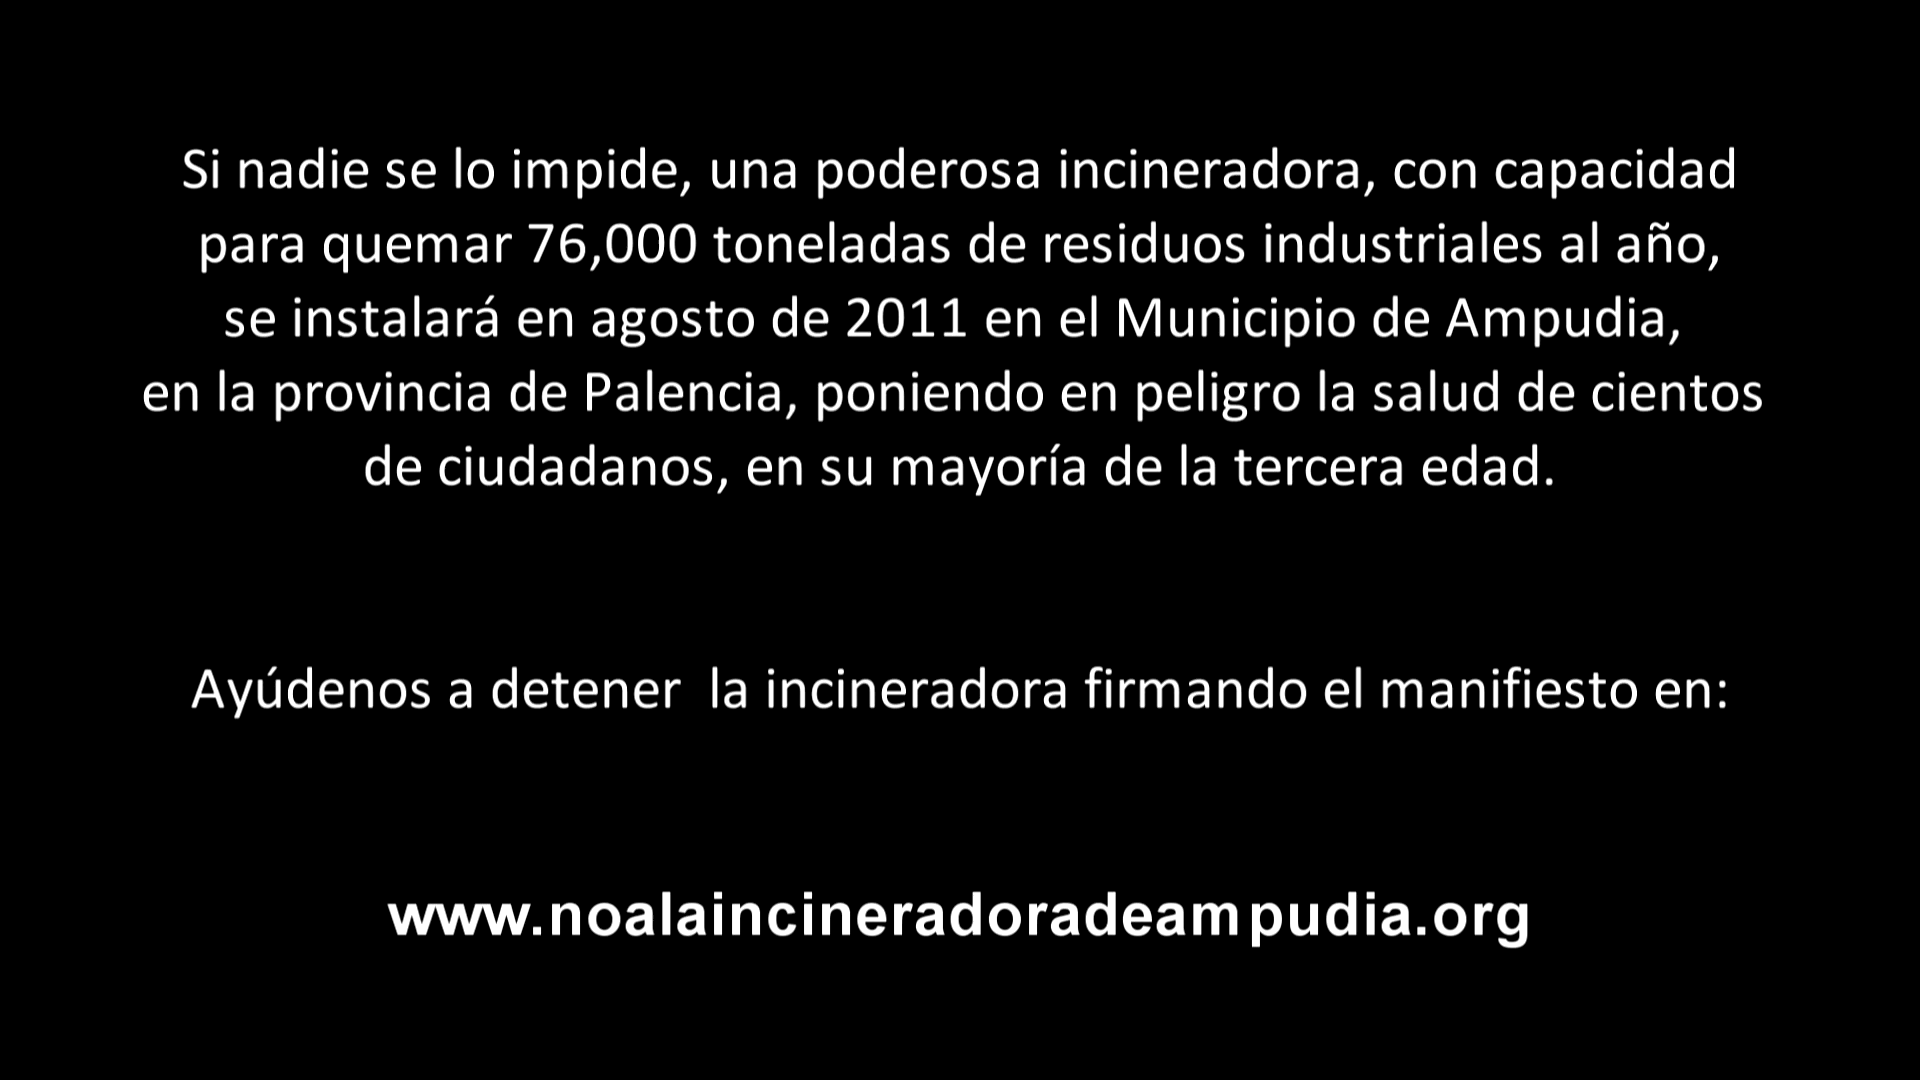 Si nadie se lo impide, una poderosa incineradora, con capacidad
para quemar 76,000 toneladas de residuos industriales al año,
se instalará en agosto de 2011 en el Municipio de Ampudia,
en la provincia de Palencia, poniendo en peligro la salud de cientos
de ciudadanos, en su mayoría de la tercera edad.
Ayúdenos a detener  la incineradora firmando el manifiesto en:
www.noalaincineradoradeampudia.org